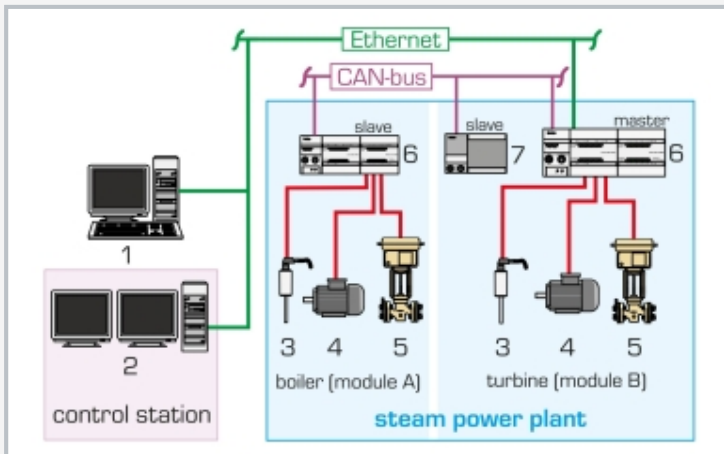 Ethernet
CAN-bus
slave
6
slave
7
master
6
1
2
control station
3 4 5
boiler (module A)
3 4 5
turbine (module B)
steam power plant